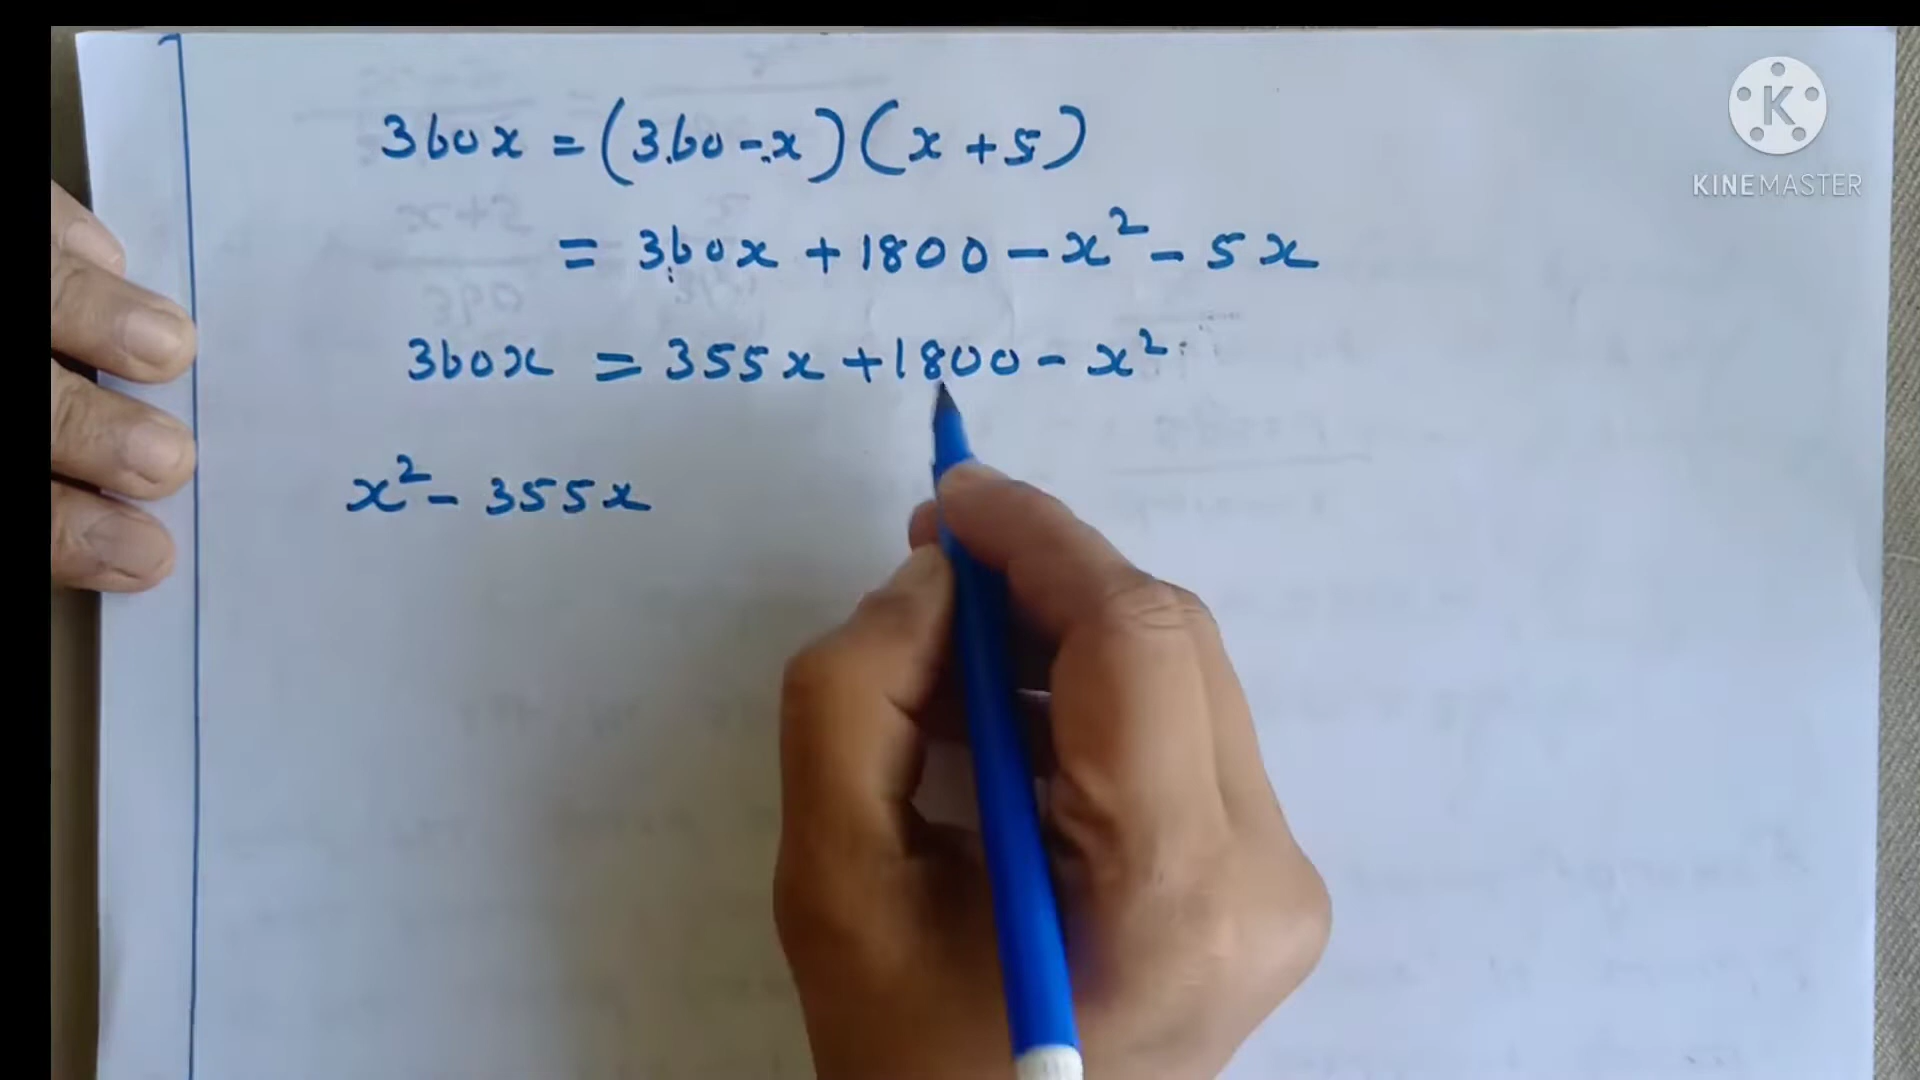 360x = (360-x)(x+5)
= 360x + 1800 - x² - 5x
360x = 355x + 1800 - x²
x² - 355x
K
KINEMASTER